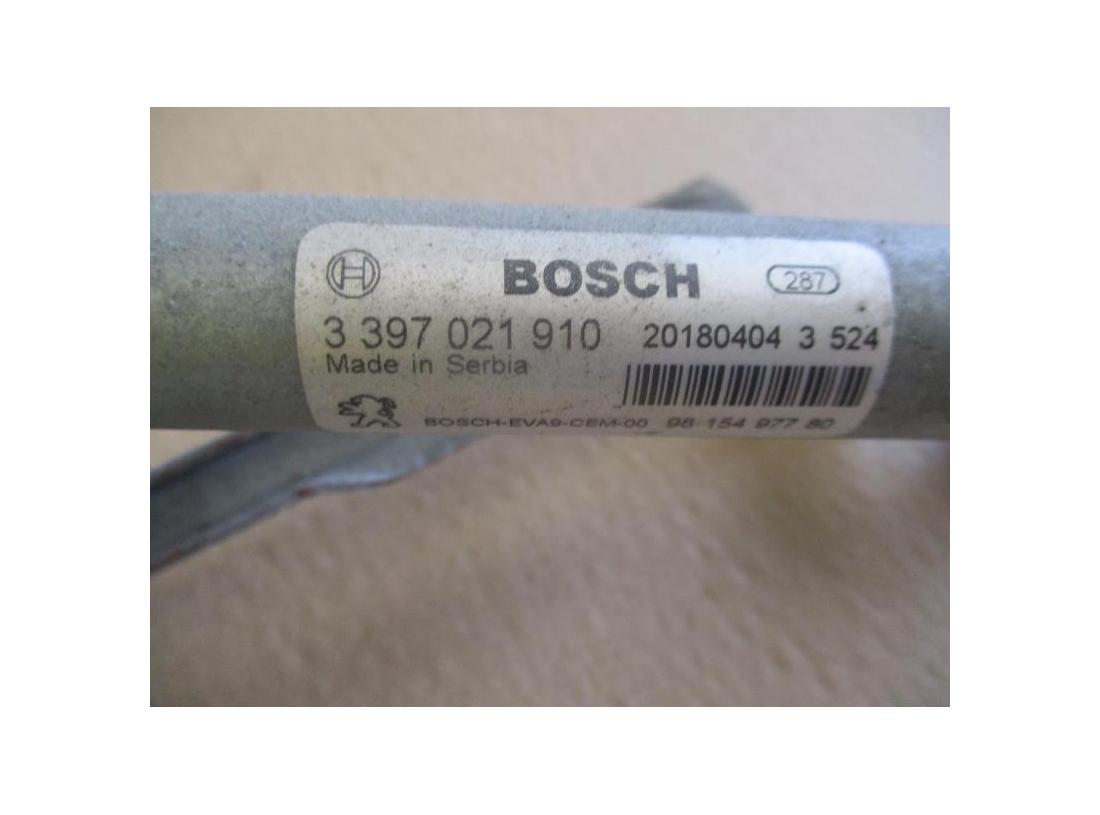 BOSCH 287
3 397 021 910 20180404 3 524
Made in Serbia
BOSCH-EVA9-CEM-00 98 154 977 80